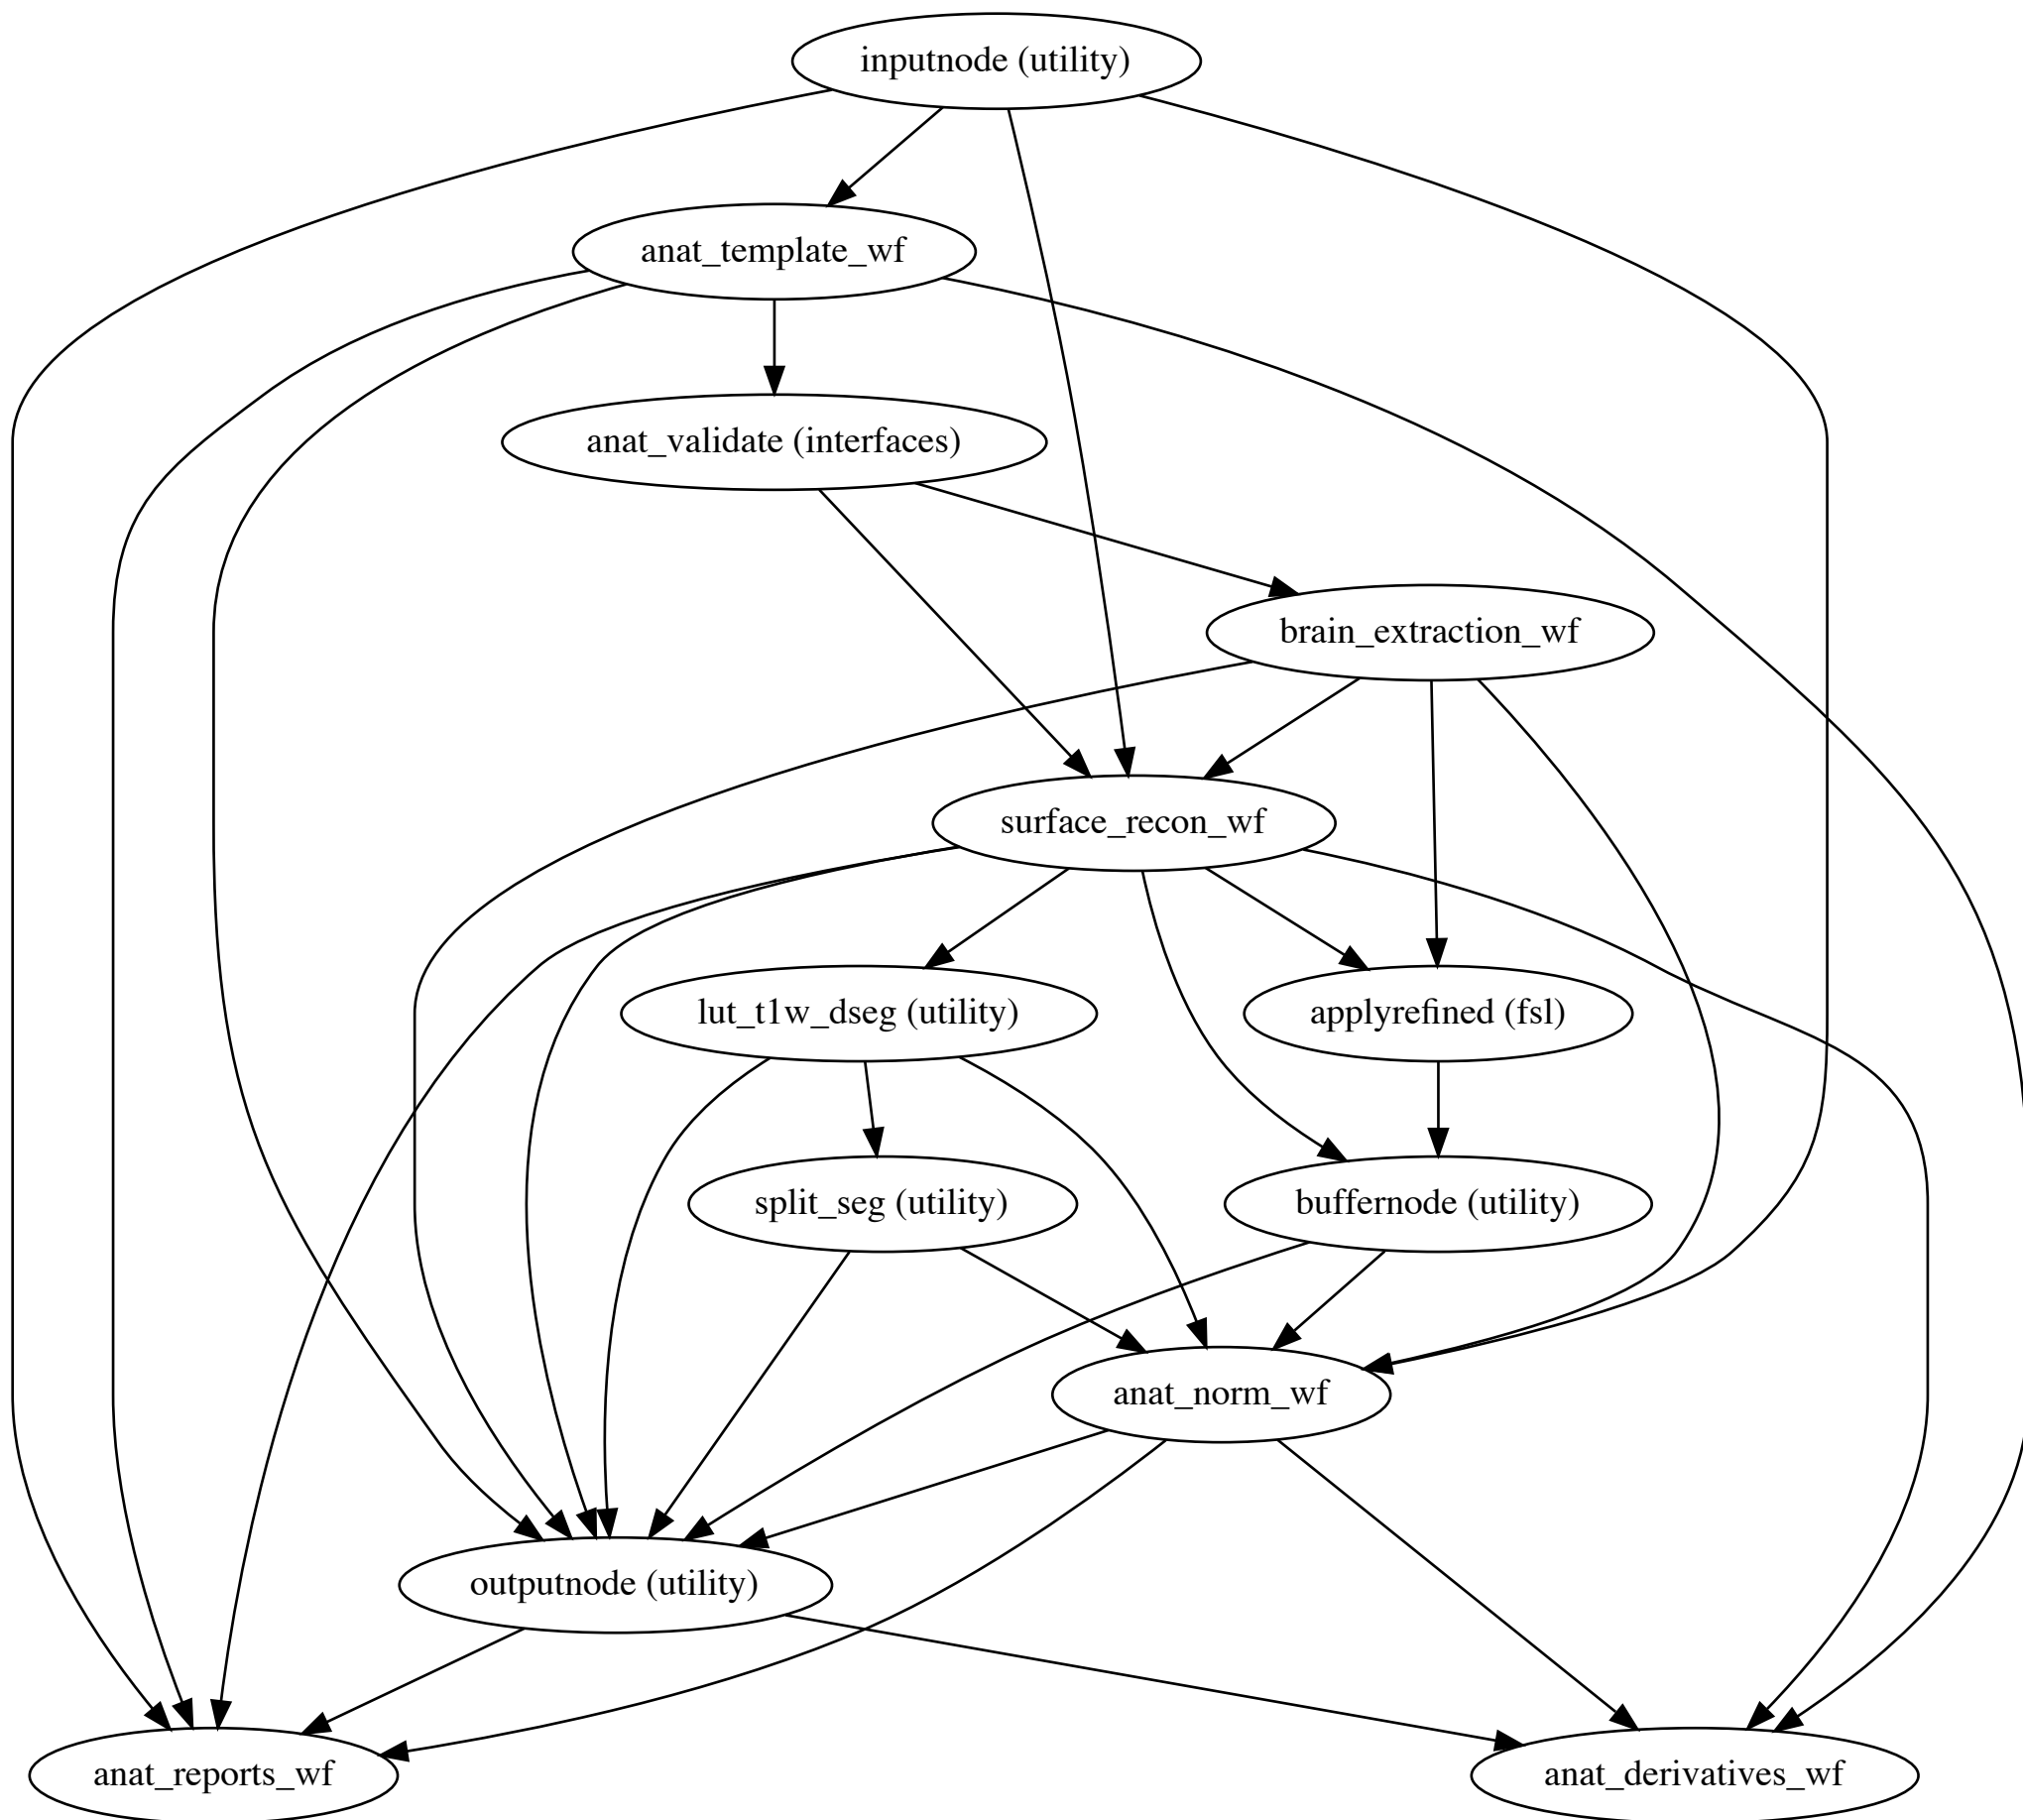 inputnode (utility)
anat_template_wf
anat_validate (interfaces)
brain_extraction_wf
surface_recon_wf
lut_t1w_dseg (utility)
applyrefined (fsl)
split_seg (utility)
buffernode (utility)
anat_norm_wf
outputnode (utility)
anat_reports_wf
anat_derivatives_wf